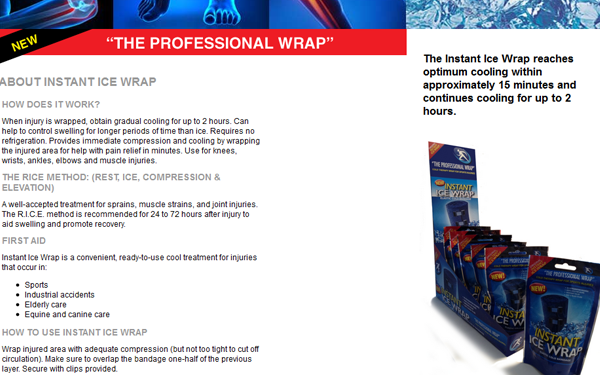 NEW
"THE PROFESSIONAL WRAP"
ABOUT INSTANT ICE WRAP
HOW DOES IT WORK?
When injury is wrapped, obtain gradual cooling for up to 2 hours. Can
help to control swelling for longer periods of time than ice. Requires no
refrigeration. Provides immediate compression and cooling by wrapping
the injured area for help with pain relief in minutes. Use for knees,
wrists, ankles, elbows and muscle injuries.
THE RICE METHOD: (REST, ICE, COMPRESSION &
ELEVATION)
A well-accepted treatment for sprains, muscle strains, and joint injuries.
The R.I.C.E. method is recommended for 24 to 72 hours after injury to
aid swelling and promote recovery.
FIRST AID
Instant Ice Wrap is a convenient, ready-to-use cool treatment for injuries
that occur in:
Sports
Industrial accidents
Elderly care
Equine and canine care
HOW TO USE INSTANT ICE WRAP
Wrap injured area with adequate compression (but not too tight to cut off
circulation). Make sure to overlap the bandage one-half of the previous
layer. Secure with clips provided.
The Instant Ice Wrap reaches
optimum cooling within
approximately 15 minutes and
continues cooling for up to 2
hours.
"THE PROFESSIONAL WRAP"
INSTANT
ICE WRAP
"THE PROFESSIONAL WRAP"
NEW!
INSTANT
ICE WRAP